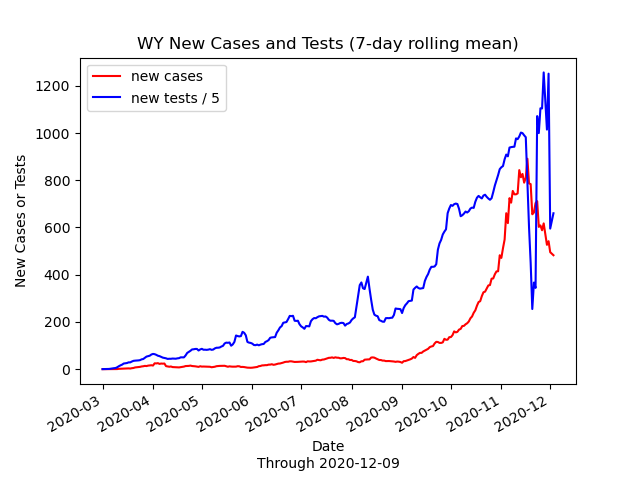 WY New Cases and Tests (7-day rolling mean)
new cases
new tests / 5
1200
1000
800
600
400
200
0
New Cases or Tests
2020-03
2020-04
2020-05
2020-06
2020-07
2020-08
2020-09
2020-10
2020-11
2020-12
Date
Through 2020-12-09